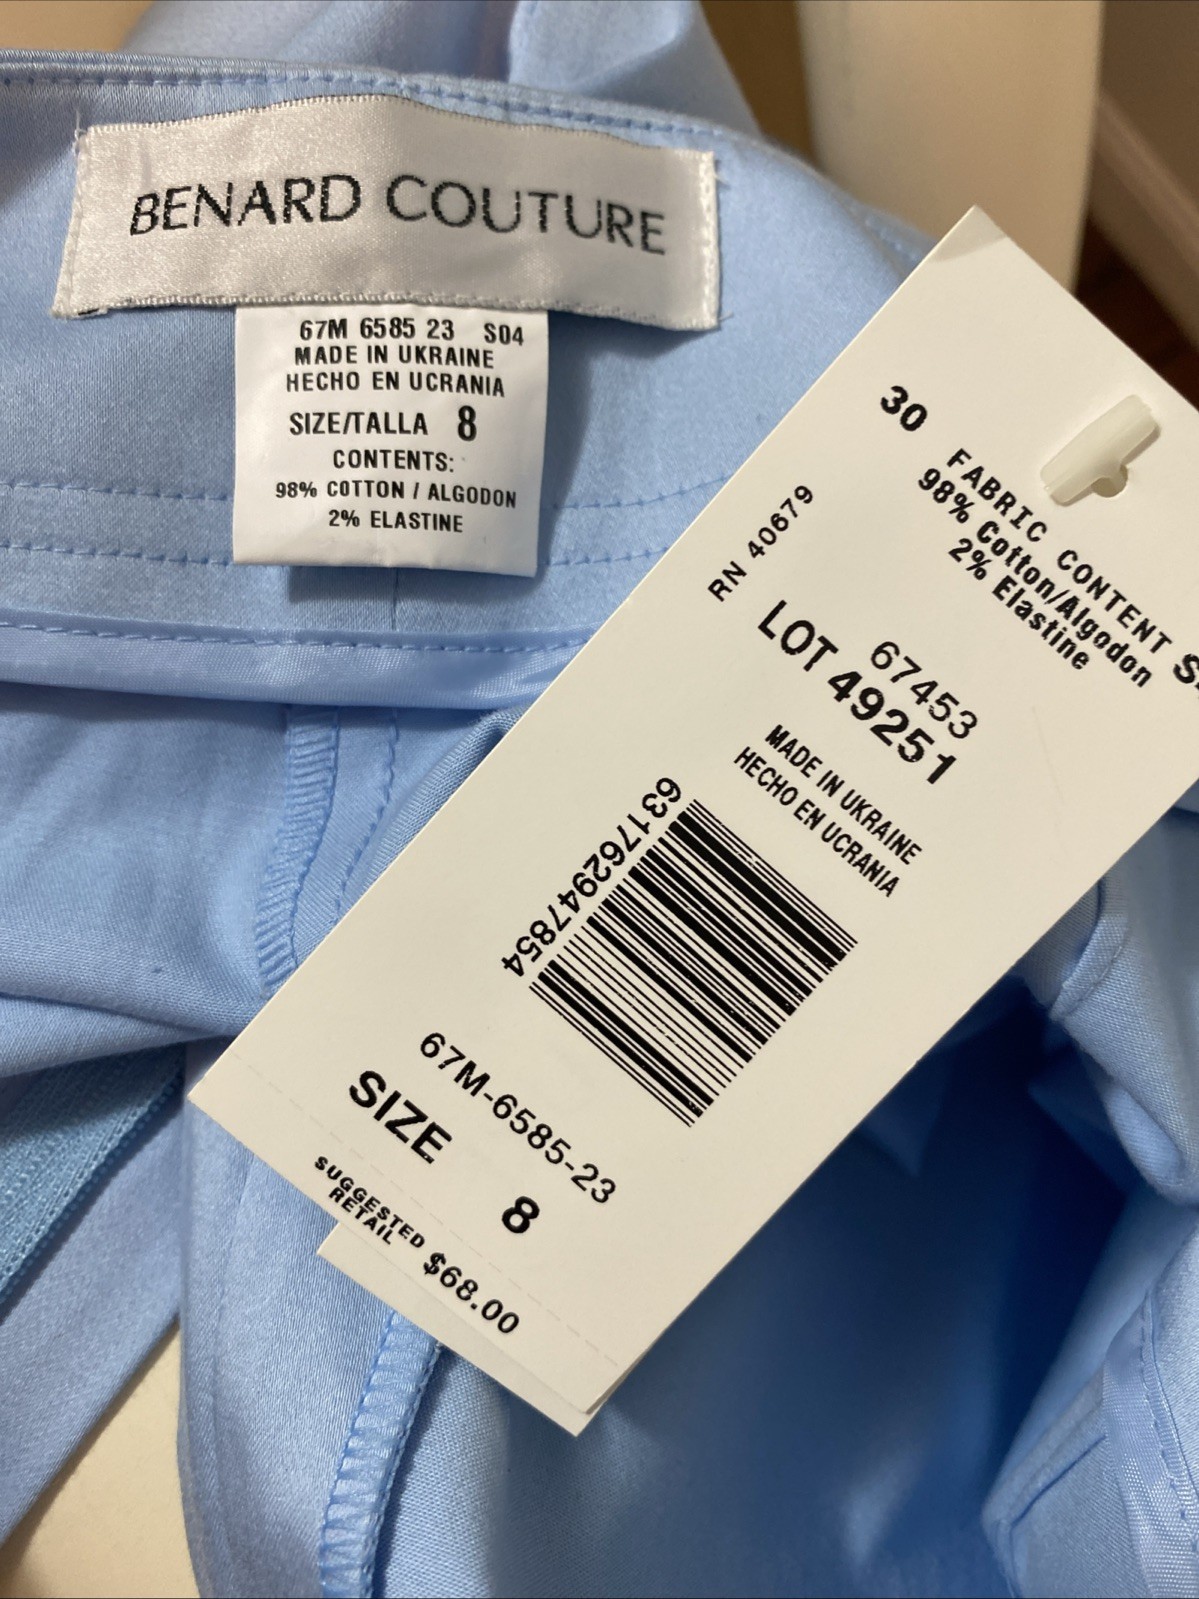 BENARD COUTURE
67M 6585 23 S04
MADE IN UKRAINE
HECHO EN UCRANIA
SIZE/TALLA 8
CONTENTS:
98% COTTON / ALGODON
2% ELASTINE
30
FABRIC CONTENT
98% Cotton/Algodon
2% Elastine
RN 40679
67453
LOT 49251
MADE IN UKRAINE
HECHO EN UCRANIA
631762947854
67M-6585-23
SIZE 8
SUGGESTED
RETAIL $68.00